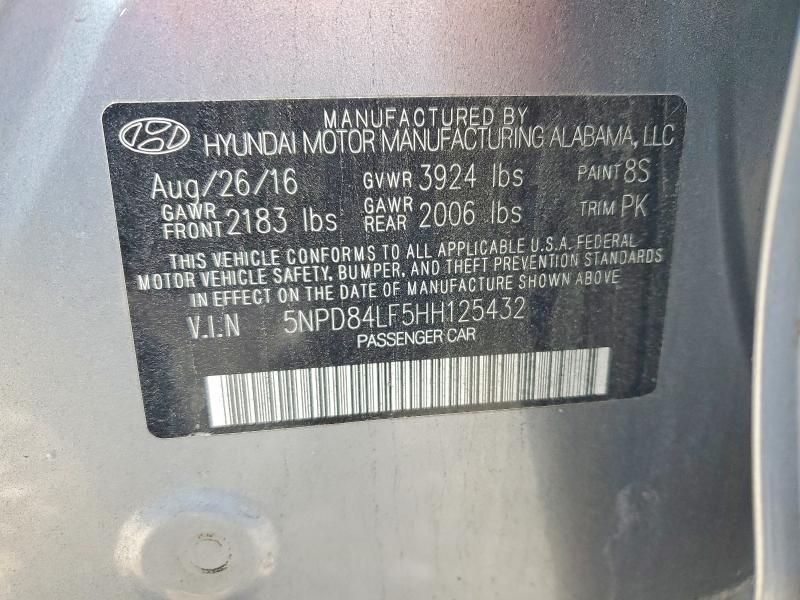 MANUFACTURED BY
HYUNDAI MOTOR MANUFACTURING ALABAMA, LLC
Aug/26/16 GVWR 3924 lbs PAINT 8S
GAWR FRONT 2183 lbs GAWR REAR 2006 lbs TRIM PK
THIS VEHICLE CONFORMS TO ALL APPLICABLE U.S.A. FEDERAL
MOTOR VEHICLE SAFETY, BUMPER, AND THEFT PREVENTION STANDARDS
IN EFFECT ON THE DATE OF MANUFACTURE SHOWN ABOVE
V.I.N 5NPD84LF5HH125432
PASSENGER CAR